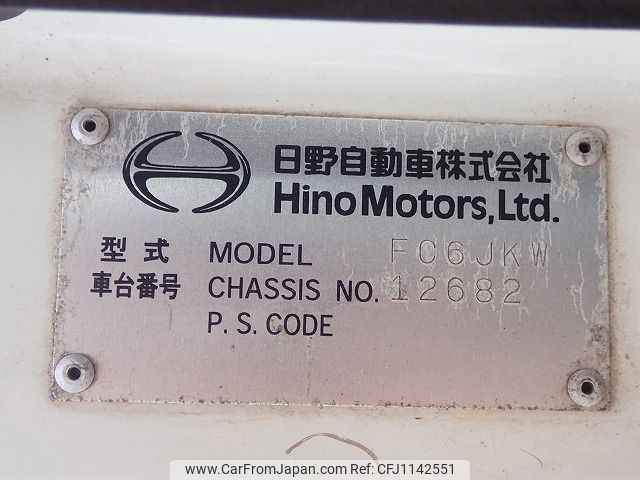 日野自動車株式会社
Hino Motors, Ltd.
型式 MODEL FC6JKW
車台番号 CHASSIS NO. 12682
P. S. CODE
www.CarFromJapan.com | CFJ1142551